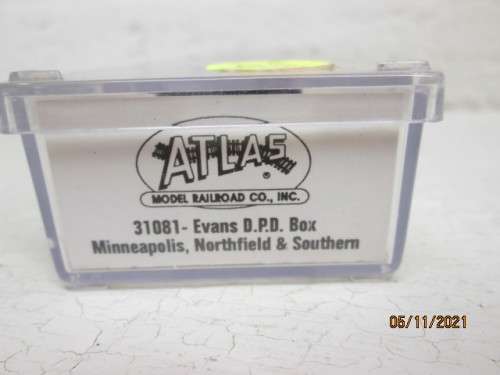 ATLAS
®
MODEL RAILROAD CO., INC.
31081- Evans D.P.D. Box
Minneapolis, Northfield & Southern
05/11/2021